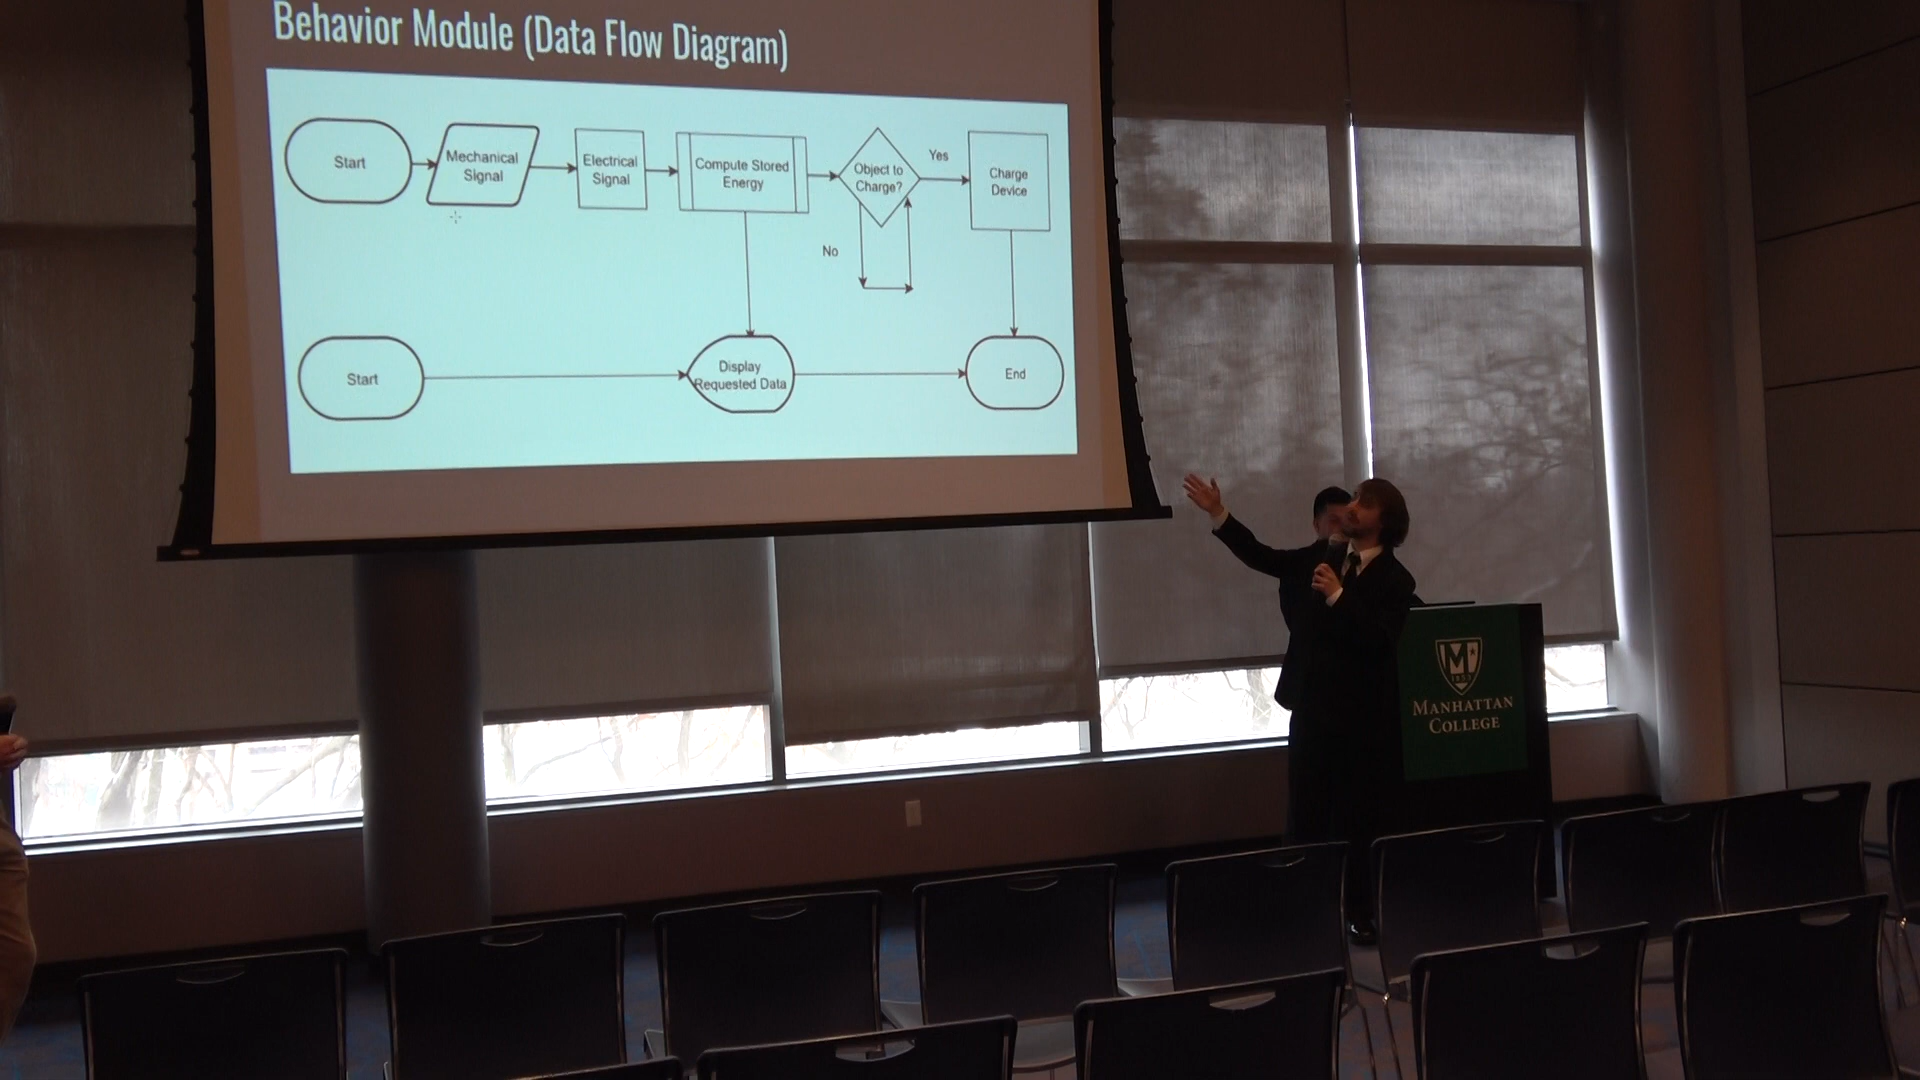 Behavior Module (Data Flow Diagram)
Start
Mechanical
Signal
Electrical
Signal
Compute Stored
Energy
Object to
Charge?
Yes
Charge
Device
No
Start
Display
Requested Data
End
M
1853
MANHATTAN
COLLEGE